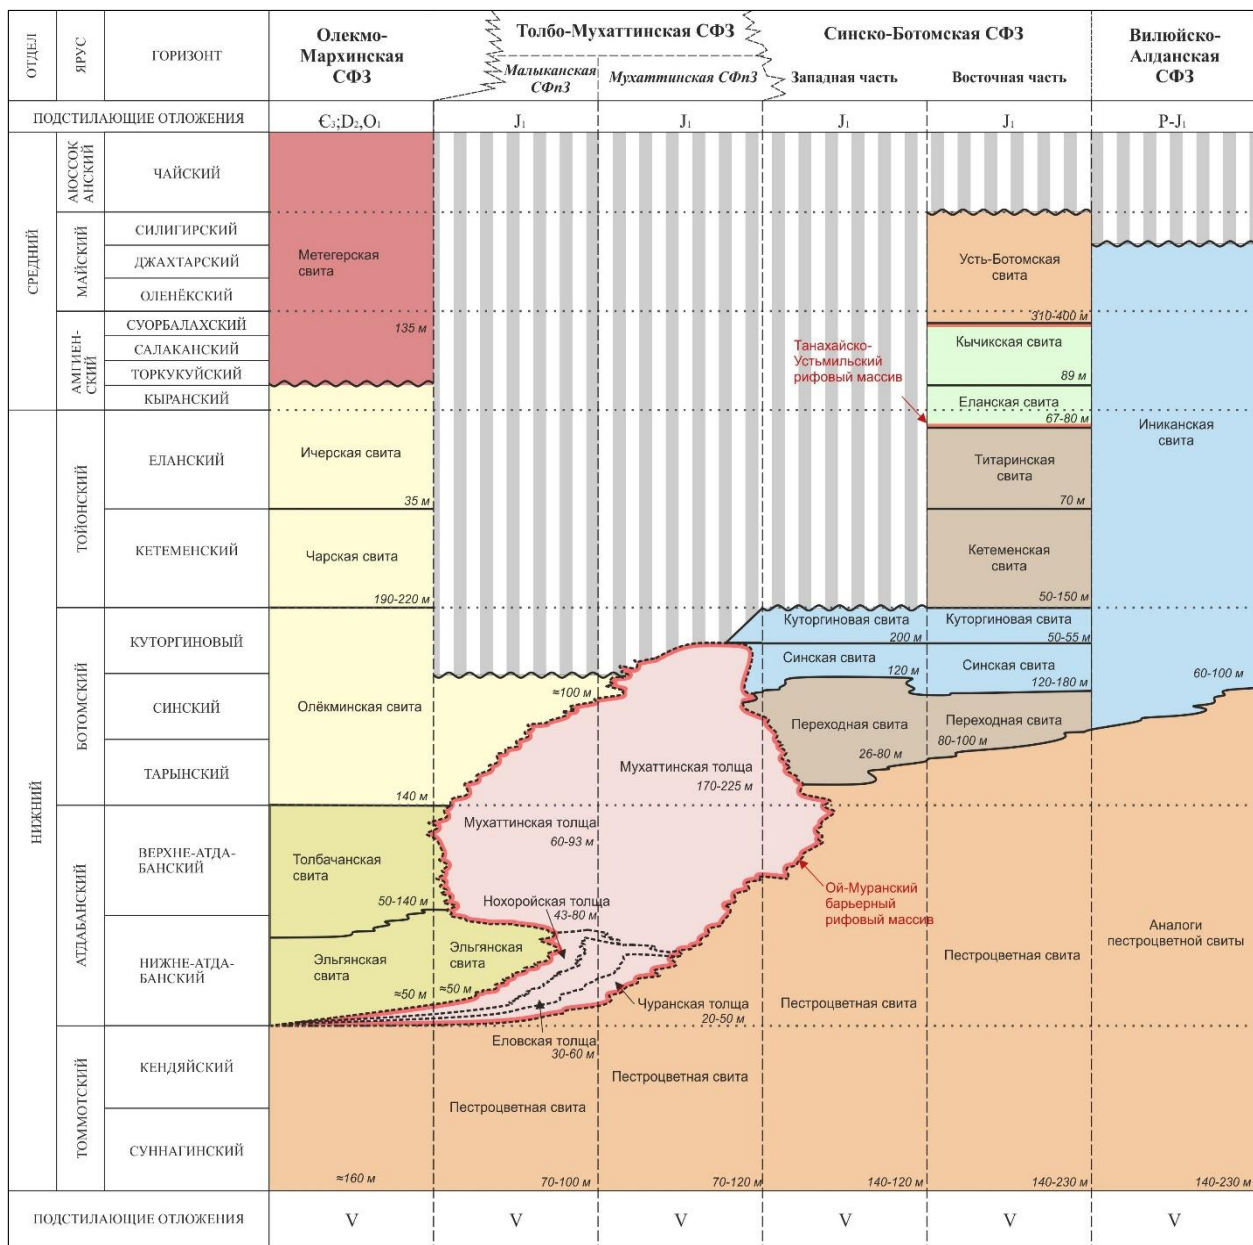 ОТДЕЛ
ЯРУС
ГОРИЗОНТ
Олекмо-
Мархинская
СФЗ
Толбо-Мухаттинская СФЗ
Малыканская
СФпЗ
Мухаттинская СФпЗ
Синско-Ботомская СФЗ
Западная часть
Восточная часть
Вилюйско-
Алданская
СФЗ
ПОДСТИЛАЮЩИЕ ОТЛОЖЕНИЯ
Є₃;D₂,O₁
J₁
J₁
J₁
J₁
P-J₁
СРЕДНИЙ
АЮССОК
АНСКИЙ
ЧАЙСКИЙ
МАЙСКИЙ
СИЛИГИРСКИЙ
ДЖАХТАРСКИЙ
ОЛЕНЁКСКИЙ
АМГИЕН-
СКИЙ
СУОРБАЛАХСКИЙ
САЛАКАНСКИЙ
ТОРКУКУЙСКИЙ
КЫРАНСКИЙ
НИЖНИЙ
ТОЙОНСКИЙ
ЕЛАНСКИЙ
КЕТЕМЕНСКИЙ
БОТОМСКИЙ
КУТОРГИНОВЫЙ
СИНСКИЙ
ТАРЫНСКИЙ
АТДАБАНСКИЙ
ВЕРХНЕ-АТДА-
БАНСКИЙ
НИЖНЕ-АТДА-
БАНСКИЙ
ТОММОТСКИЙ
КЕНДЯЙСКИЙ
СУННАГИНСКИЙ
Метегерская
свита
135 м
Ичерская свита
35 м
Чарская свита
190-220 м
Олёкминская свита
140 м
≈100 м
Толбачанская
свита
50-140 м
Эльгянская
свита
≈50 м
Эльгянская
свита
≈50 м
Мухаттинская толща
170-225 м
Мухаттинская толща
60-93 м
Нохоройская толща
43-80 м
Чуранская толща
20-50 м
Еловская толща
30-60 м
≈160 м
Пестроцветная свита
70-100 м
Пестроцветная свита
70-120 м
Танахайско-
Устьмильский
рифовый массив
Ой-Муранский
барьерный
рифовый массив
Куторгиновая свита
200 м
Синская свита
120 м
Переходная свита
26-80 м
Пестроцветная свита
140-120 м
Усть-Ботомская
свита
310-400 м
Кычикская свита
89 м
Еланская свита
67-80 м
Титаринская
свита
70 м
Кетеменская
свита
50-150 м
Куторгиновая свита
50-55 м
Синская свита
120-180 м
Переходная свита
80-100 м
Пестроцветная свита
140-230 м
Иниканская
свита
60-100 м
Аналоги
пестроцветной свиты
140-230 м
ПОДСТИЛАЮЩИЕ ОТЛОЖЕНИЯ
V
V
V
V
V
V